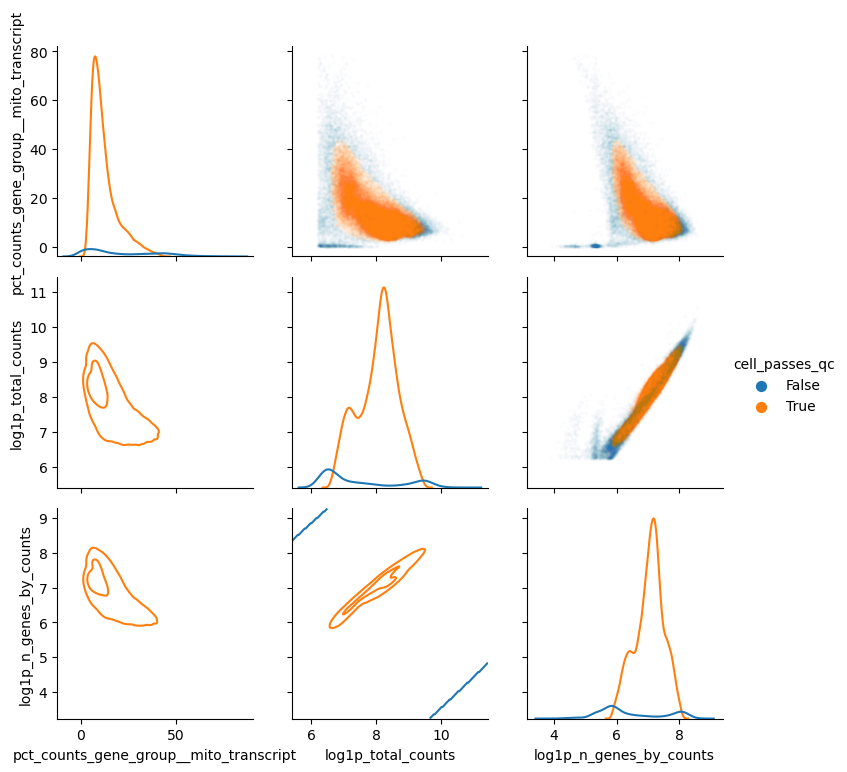 pct_counts_gene_group__mito_transcript
80
60
40
20
0
log1p_total_counts
11
10
9
8
7
6
cell_passes_qc
False
True
log1p_n_genes_by_counts
9
8
7
6
5
4
0 50
6 8 10
4 6 8
pct_counts_gene_group__mito_transcript
log1p_total_counts
log1p_n_genes_by_counts